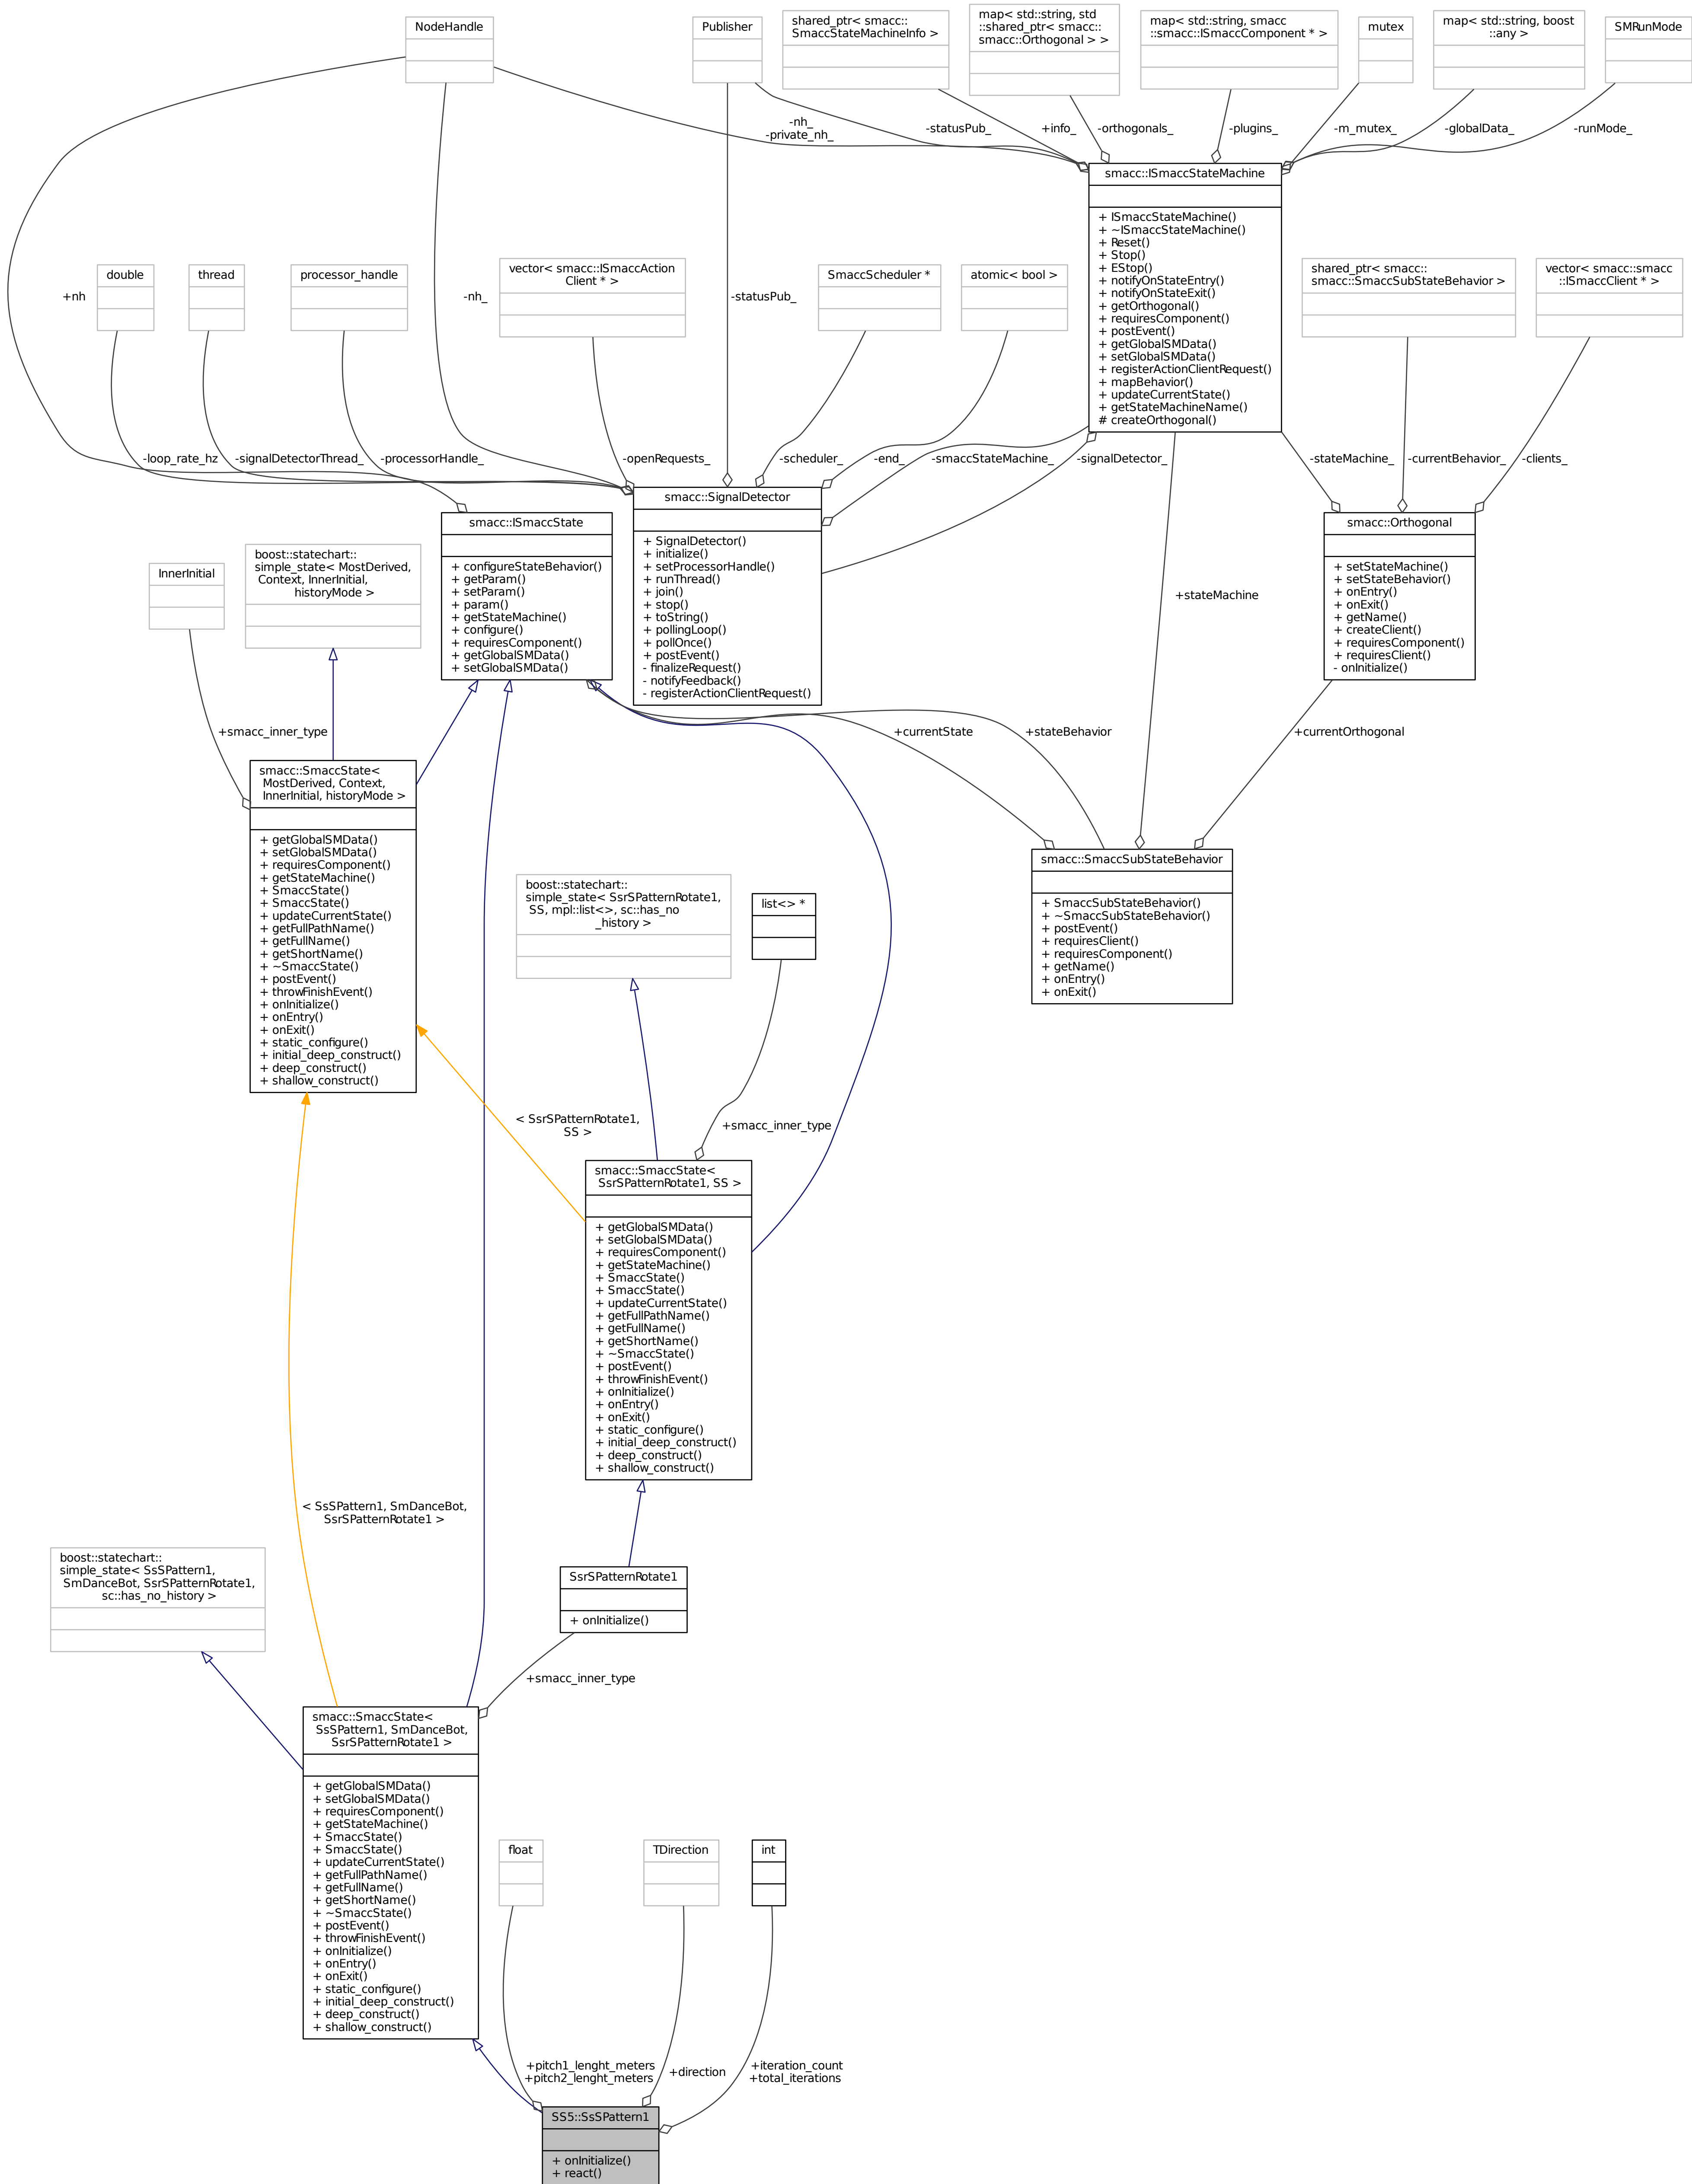 NodeHandle
Publisher
shared_ptr< smacc::
SmaccStateMachineInfo >
map< std::string, std
::shared_ptr< smacc::
smacc::Orthogonal > >
map< std::string, smacc
::smacc::ISmaccComponent * >
mutex
map< std::string, boost
::any >
SMRunMode
-nh_
-private_nh_
-statusPub_
+info_
-orthogonals_
-plugins_
-m_mutex_
-globalData_
-runMode_
smacc::ISmaccStateMachine
+ ISmaccStateMachine()
+ ~ISmaccStateMachine()
+ Reset()
+ Stop()
+ EStop()
+ notifyOnStateEntry()
+ notifyOnStateExit()
+ getOrthogonal()
+ requiresComponent()
+ postEvent()
+ getGlobalSMData()
+ setGlobalSMData()
+ registerActionClientRequest()
+ mapBehavior()
+ updateCurrentState()
+ getStateMachineName()
# createOrthogonal()
+nh
double
thread
processor_handle
-nh_
vector< smacc::ISmaccAction
Client * >
-statusPub_
SmaccScheduler *
atomic< bool >
shared_ptr< smacc::
smacc::SmaccSubStateBehavior >
vector< smacc::smacc
::ISmaccClient * >
-loop_rate_hz
-signalDetectorThread_
-processorHandle_
-openRequests_
-scheduler_
-end_
-smaccStateMachine_
-signalDetector_
-stateMachine_
-currentBehavior_
-clients_
smacc::SignalDetector
+ SignalDetector()
+ initialize()
+ setProcessorHandle()
+ runThread()
+ join()
+ stop()
+ toString()
+ pollingLoop()
+ pollOnce()
+ postEvent()
- finalizeRequest()
- notifyFeedback()
- registerActionClientRequest()
smacc::ISmaccState
+ configureStateBehavior()
+ getParam()
+ setParam()
+ param()
+ getStateMachine()
+ configure()
+ requiresComponent()
+ getGlobalSMData()
+ setGlobalSMData()
smacc::Orthogonal
+ setStateMachine()
+ setStateBehavior()
+ onEntry()
+ onExit()
+ getName()
+ createClient()
+ requiresComponent()
+ requiresClient()
- onInitialize()
InnerInitial
boost::statechart::
simple_state< MostDerived,
Context, InnerInitial,
historyMode >
+stateMachine
+smacc_inner_type
+currentState
+stateBehavior
+currentOrthogonal
smacc::SmaccState<
MostDerived, Context,
InnerInitial, historyMode >
+ getGlobalSMData()
+ setGlobalSMData()
+ requiresComponent()
+ getStateMachine()
+ SmaccState()
+ SmaccState()
+ updateCurrentState()
+ getFullPathName()
+ getFullName()
+ getShortName()
+ ~SmaccState()
+ postEvent()
+ throwFinishEvent()
+ onInitialize()
+ onEntry()
+ onExit()
+ static_configure()
+ initial_deep_construct()
+ deep_construct()
+ shallow_construct()
smacc::SmaccSubStateBehavior
+ SmaccSubStateBehavior()
+ ~SmaccSubStateBehavior()
+ postEvent()
+ requiresClient()
+ requiresComponent()
+ getName()
+ onEntry()
+ onExit()
boost::statechart::
simple_state< SsrSPatternRotate1,
SS, mpl::list<>, sc::has_no
_history >
list<> *
< SsrSPatternRotate1,
SS >
+smacc_inner_type
smacc::SmaccState<
SsrSPatternRotate1, SS >
+ getGlobalSMData()
+ setGlobalSMData()
+ requiresComponent()
+ getStateMachine()
+ SmaccState()
+ SmaccState()
+ updateCurrentState()
+ getFullPathName()
+ getFullName()
+ getShortName()
+ ~SmaccState()
+ postEvent()
+ throwFinishEvent()
+ onInitialize()
+ onEntry()
+ onExit()
+ static_configure()
+ initial_deep_construct()
+ deep_construct()
+ shallow_construct()
< SsSPattern1, SmDanceBot,
SsrSPatternRotate1 >
boost::statechart::
simple_state< SsSPattern1,
SmDanceBot, SsrSPatternRotate1,
sc::has_no_history >
SsrSPatternRotate1
+ onInitialize()
+smacc_inner_type
smacc::SmaccState<
SsSPattern1, SmDanceBot,
SsrSPatternRotate1 >
+ getGlobalSMData()
+ setGlobalSMData()
+ requiresComponent()
+ getStateMachine()
+ SmaccState()
+ SmaccState()
+ updateCurrentState()
+ getFullPathName()
+ getFullName()
+ getShortName()
+ ~SmaccState()
+ postEvent()
+ throwFinishEvent()
+ onInitialize()
+ onEntry()
+ onExit()
+ static_configure()
+ initial_deep_construct()
+ deep_construct()
+ shallow_construct()
float
TDirection
int
+pitch1_lenght_meters
+pitch2_lenght_meters
+direction
+iteration_count
+total_iterations
SS5::SsSPattern1
+ onInitialize()
+ react()